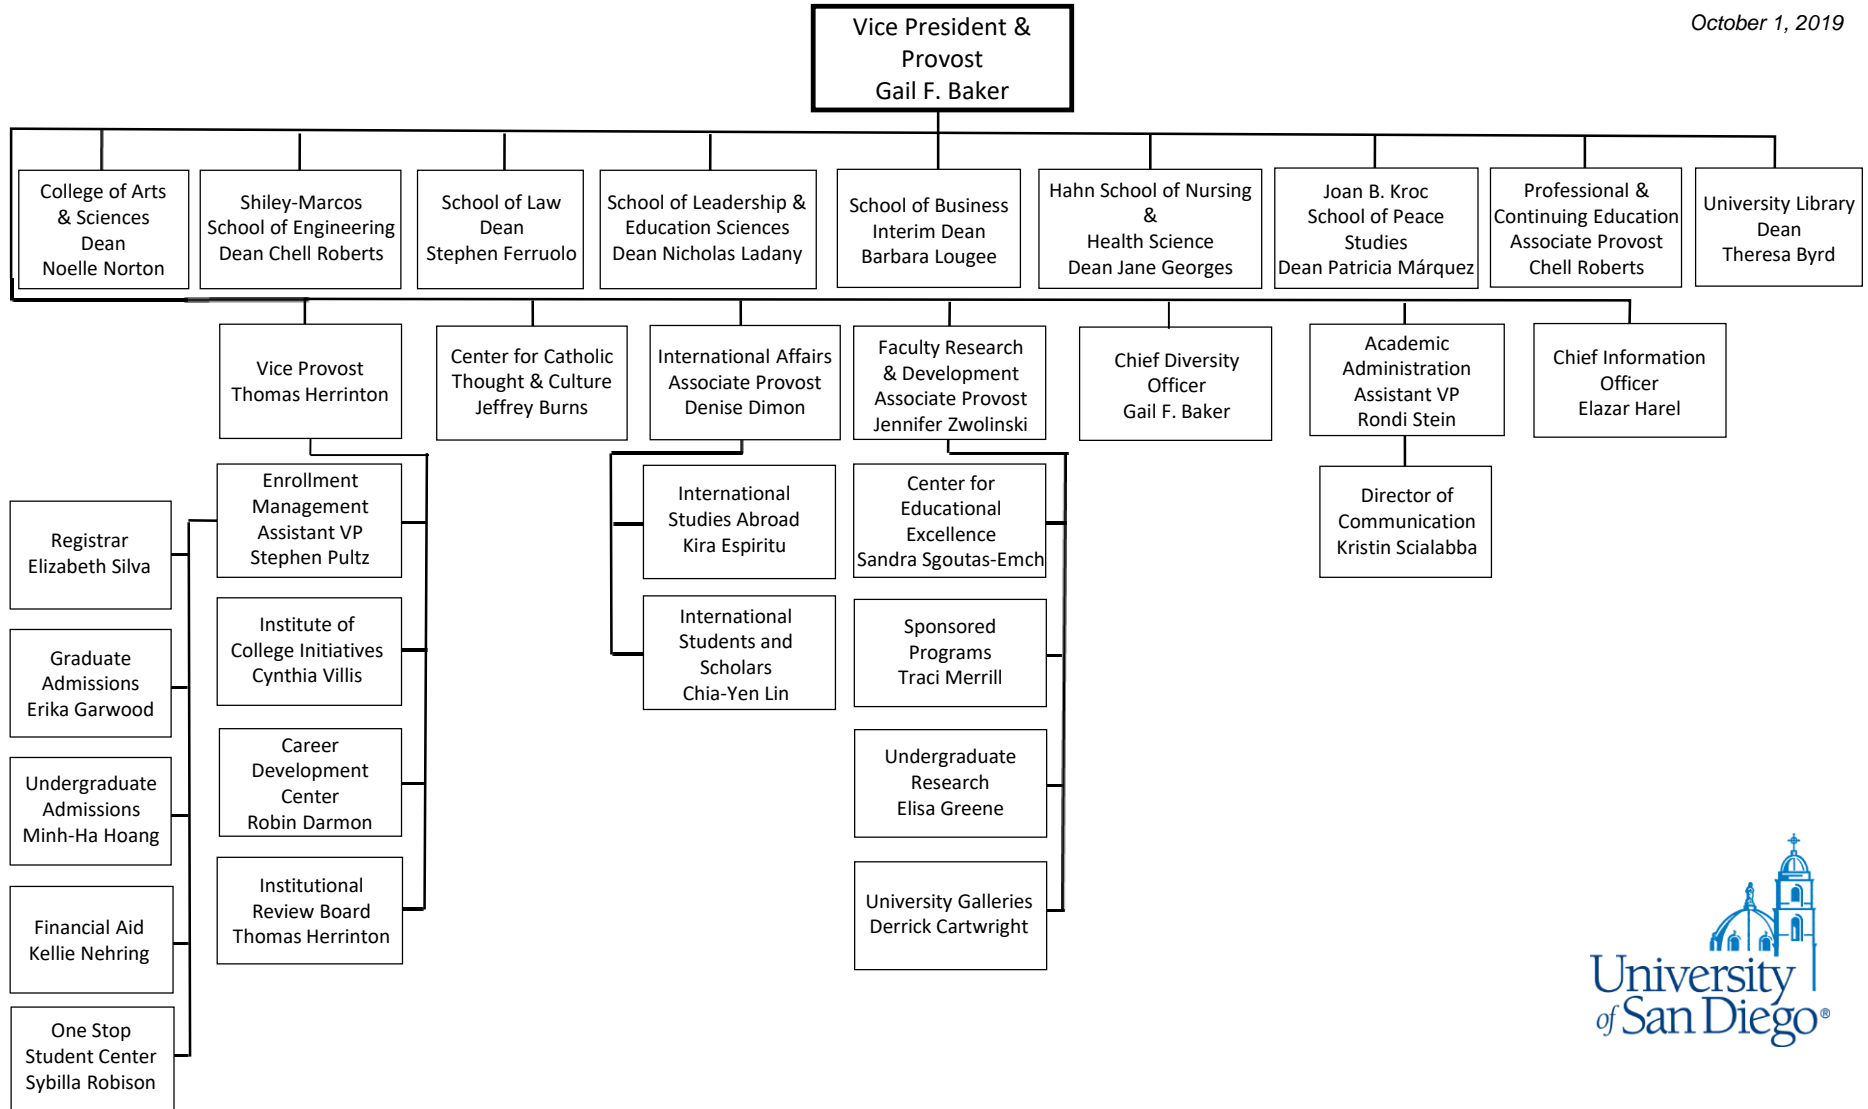 October 1, 2019
Vice President &
Provost
Gail F. Baker
College of Arts
& Sciences
Dean
Noelle Norton
Shiley-Marcos
School of Engineering
Dean Chell Roberts
School of Law
Dean
Stephen Ferruolo
School of Leadership &
Education Sciences
Dean Nicholas Ladany
School of Business
Interim Dean
Barbara Lougee
Hahn School of Nursing
&
Health Science
Dean Jane Georges
Joan B. Kroc
School of Peace
Studies
Dean Patricia Márquez
Professional &
Continuing Education
Associate Provost
Chell Roberts
University Library
Dean
Theresa Byrd
Vice Provost
Thomas Herrinton
Center for Catholic
Thought & Culture
Jeffrey Burns
International Affairs
Associate Provost
Denise Dimon
Faculty Research
& Development
Associate Provost
Jennifer Zwolinski
Chief Diversity
Officer
Gail F. Baker
Academic
Administration
Assistant VP
Rondi Stein
Chief Information
Officer
Elazar Harel
Registrar
Elizabeth Silva
Graduate
Admissions
Erika Garwood
Undergraduate
Admissions
Minh-Ha Hoang
Financial Aid
Kellie Nehring
One Stop
Student Center
Sybilla Robison
Enrollment
Management
Assistant VP
Stephen Pultz
Institute of
College Initiatives
Cynthia Villis
Career
Development
Center
Robin Darmon
Institutional
Review Board
Thomas Herrinton
International
Studies Abroad
Kira Espiritu
International
Students and
Scholars
Chia-Yen Lin
Center for
Educational
Excellence
Sandra Sgoutas-Emch
Sponsored
Programs
Traci Merrill
Undergraduate
Research
Elisa Greene
University Galleries
Derrick Cartwright
Director of
Communication
Kristin Scialabba
University
of San Diego®